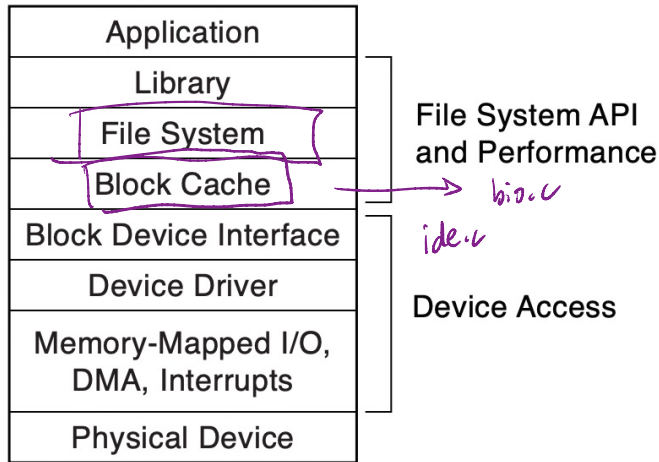 Application
Library
File System
Block Cache
Block Device Interface
Device Driver
Memory-Mapped I/O,
DMA, Interrupts
Physical Device
File System API
and Performance
bio.c
ide.c
Device Access